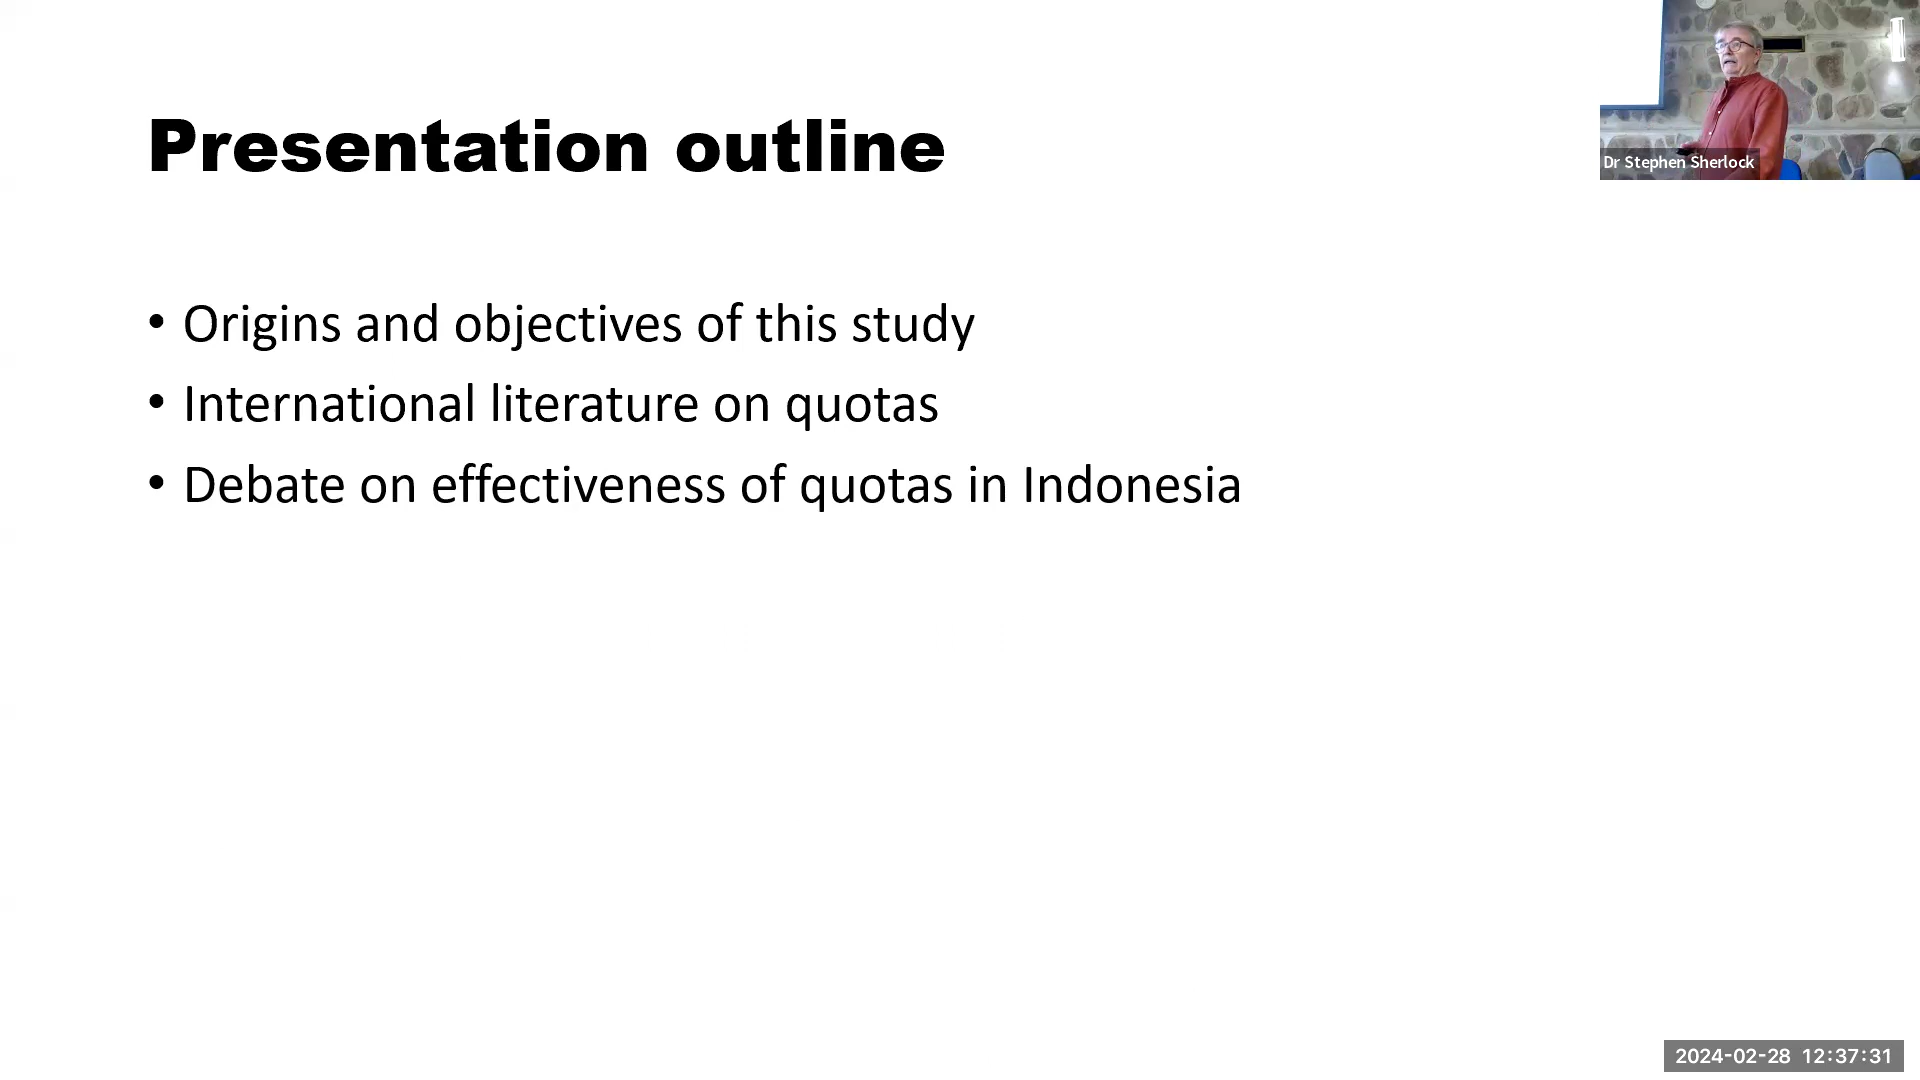 Presentation outline
Dr Stephen Sherlock
• Origins and objectives of this study
• International literature on quotas
• Debate on effectiveness of quotas in Indonesia
2024-02-28 12:37:31